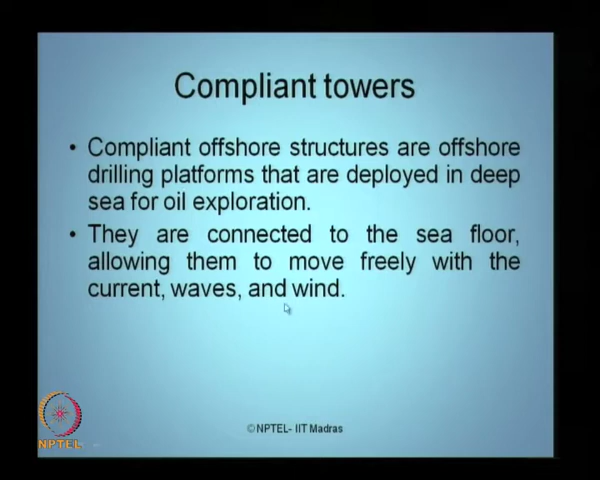 Compliant towers
• Compliant offshore structures are offshore
drilling platforms that are deployed in deep
sea for oil exploration.
• They are connected to the sea floor,
allowing them to move freely with the
current, waves, and wind.
NPTEL
©NPTEL- IIT Madras